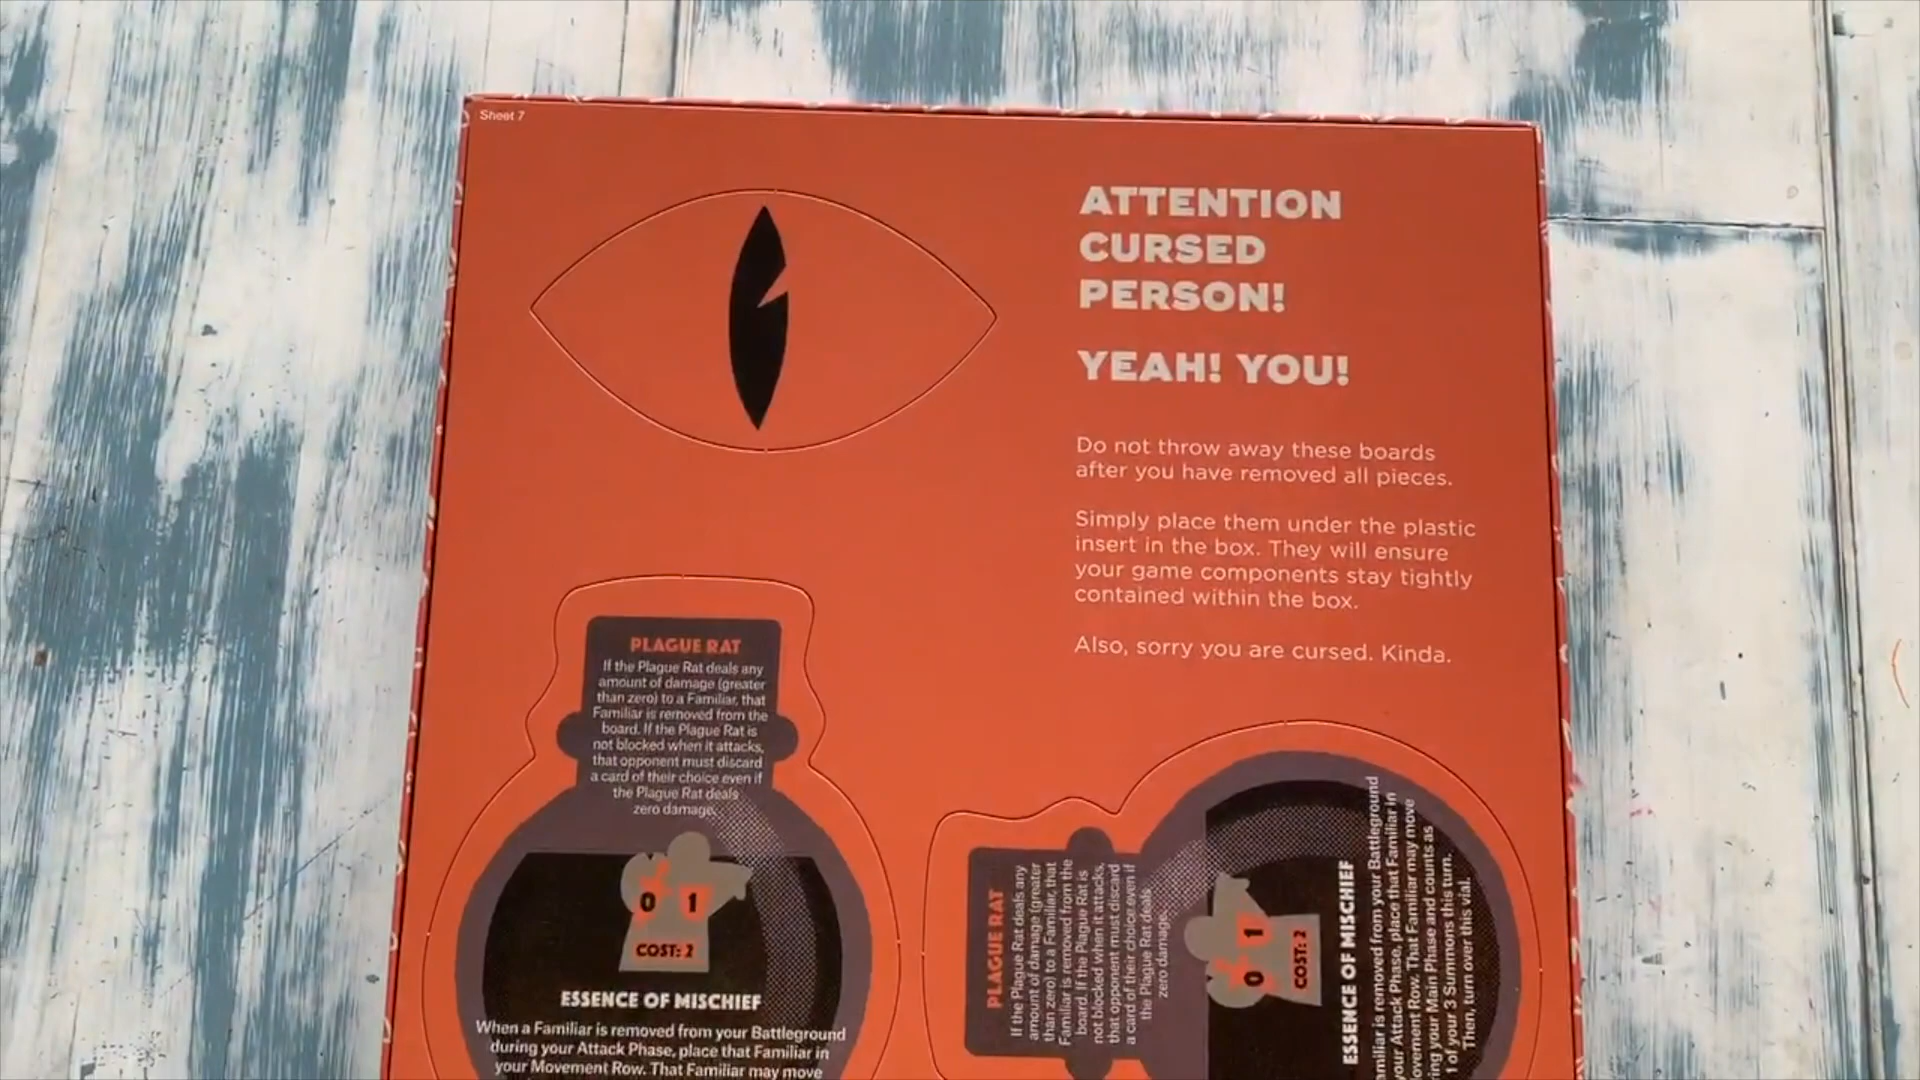 Sheet 7
ATTENTION
CURSED
PERSON!
YEAH! YOU!
Do not throw away these boards
after you have removed all pieces.
Simply place them under the plastic
insert in the box. They will ensure
your game components stay tightly
contained within the box.
Also, sorry you are cursed. Kinda.
PLAGUE RAT
If the Plague Rat deals any
amount of damage (greater
than zero) to a Familiar, that
Familiar is removed from the
board. If the Plague Rat is
not blocked when it attacks,
that opponent must discard
a card of their choice even if
the Plague Rat deals
zero damage.
0 1
COST: 2
ESSENCE OF MISCHIEF
When a Familiar is removed from your Battleground
during your Attack Phase, place that Familiar in
your Movement Row. That Familiar may move
PLAGUE RAT
If the Plague Rat deals any
amount of damage (greater
than zero) to a Familiar, that
Familiar is removed from the
board. If the Plague Rat is
not blocked when it attacks,
that opponent must discard
a card of their choice even if
the Plague Rat deals
zero damage.
0 1
COST: 2
ESSENCE OF MISCHIEF
is removed from your Battleground
your Attack Phase, place that Familiar in
Row. That Familiar may move
your Main Phase and counts as
1 of your 3 Summons this turn.
Then, turn over this vial.